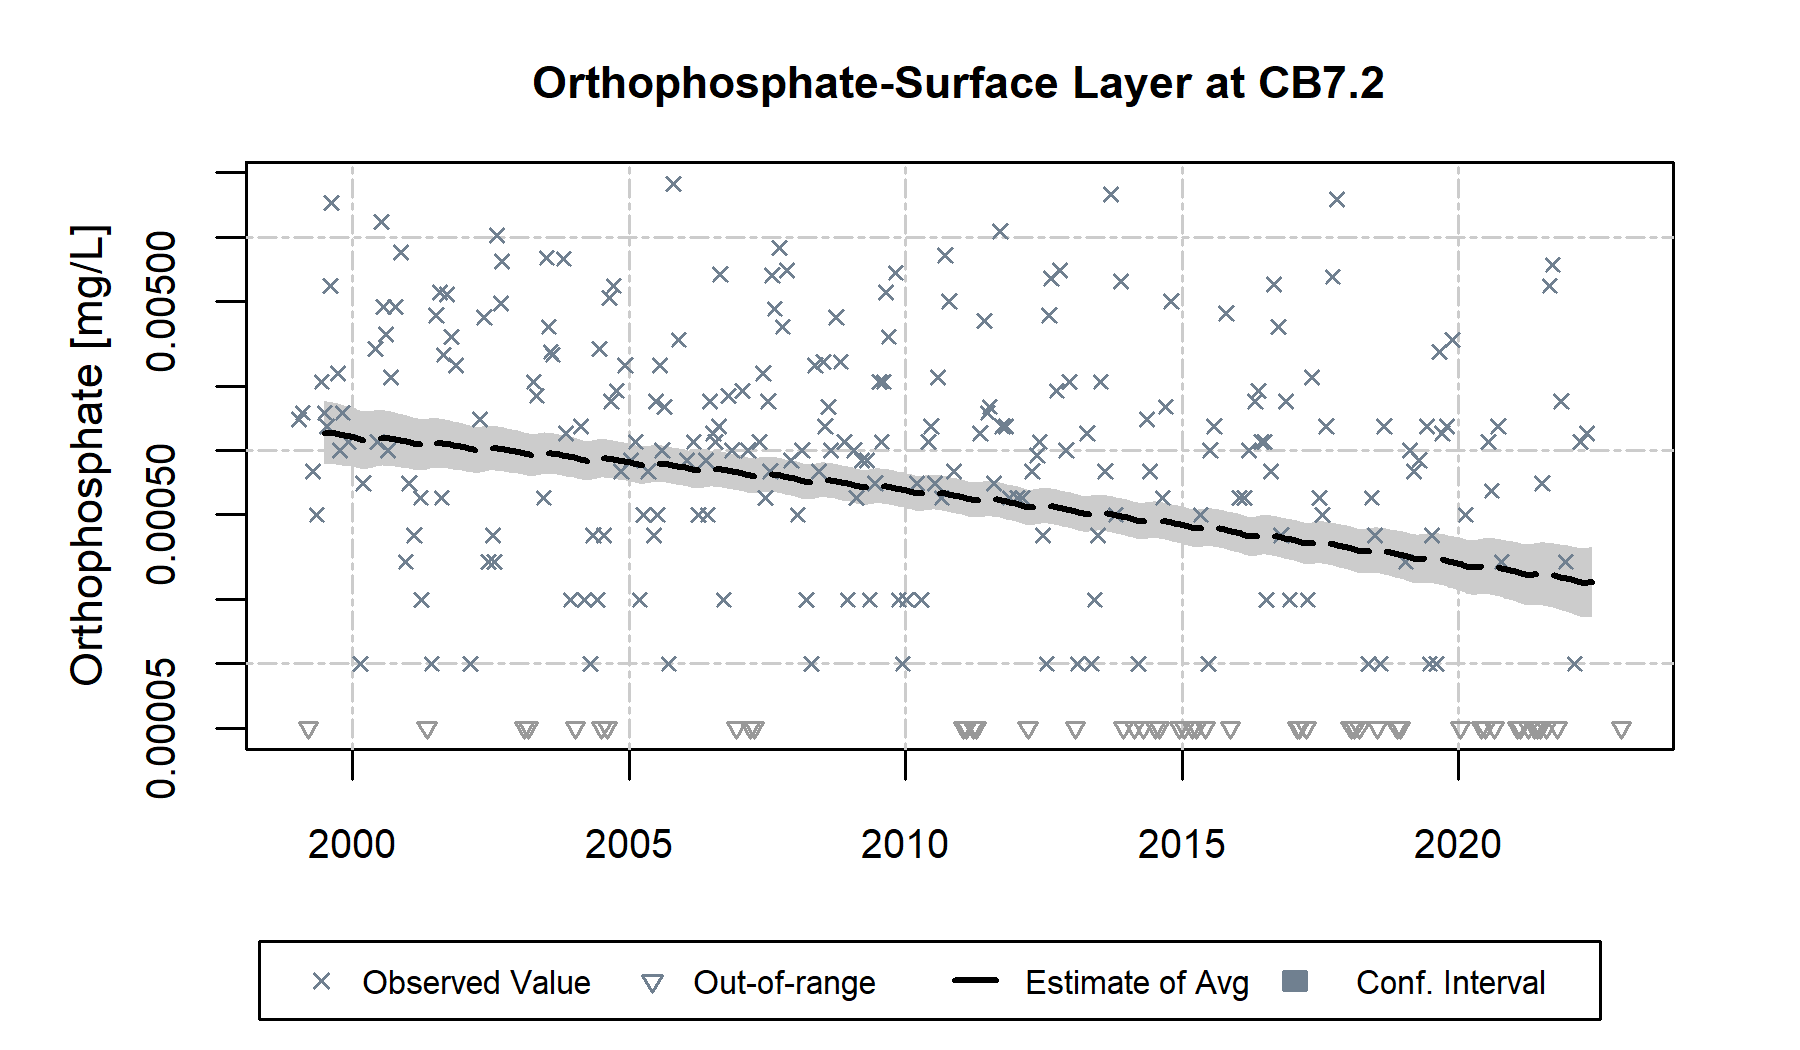 Orthophosphate-Surface Layer at CB7.2
Orthophosphate [mg/L]
0.00500
0.00050
0.00005
2000 2005 2010 2015 2020
Observed Value Out-of-range Estimate of Avg Conf. Interval